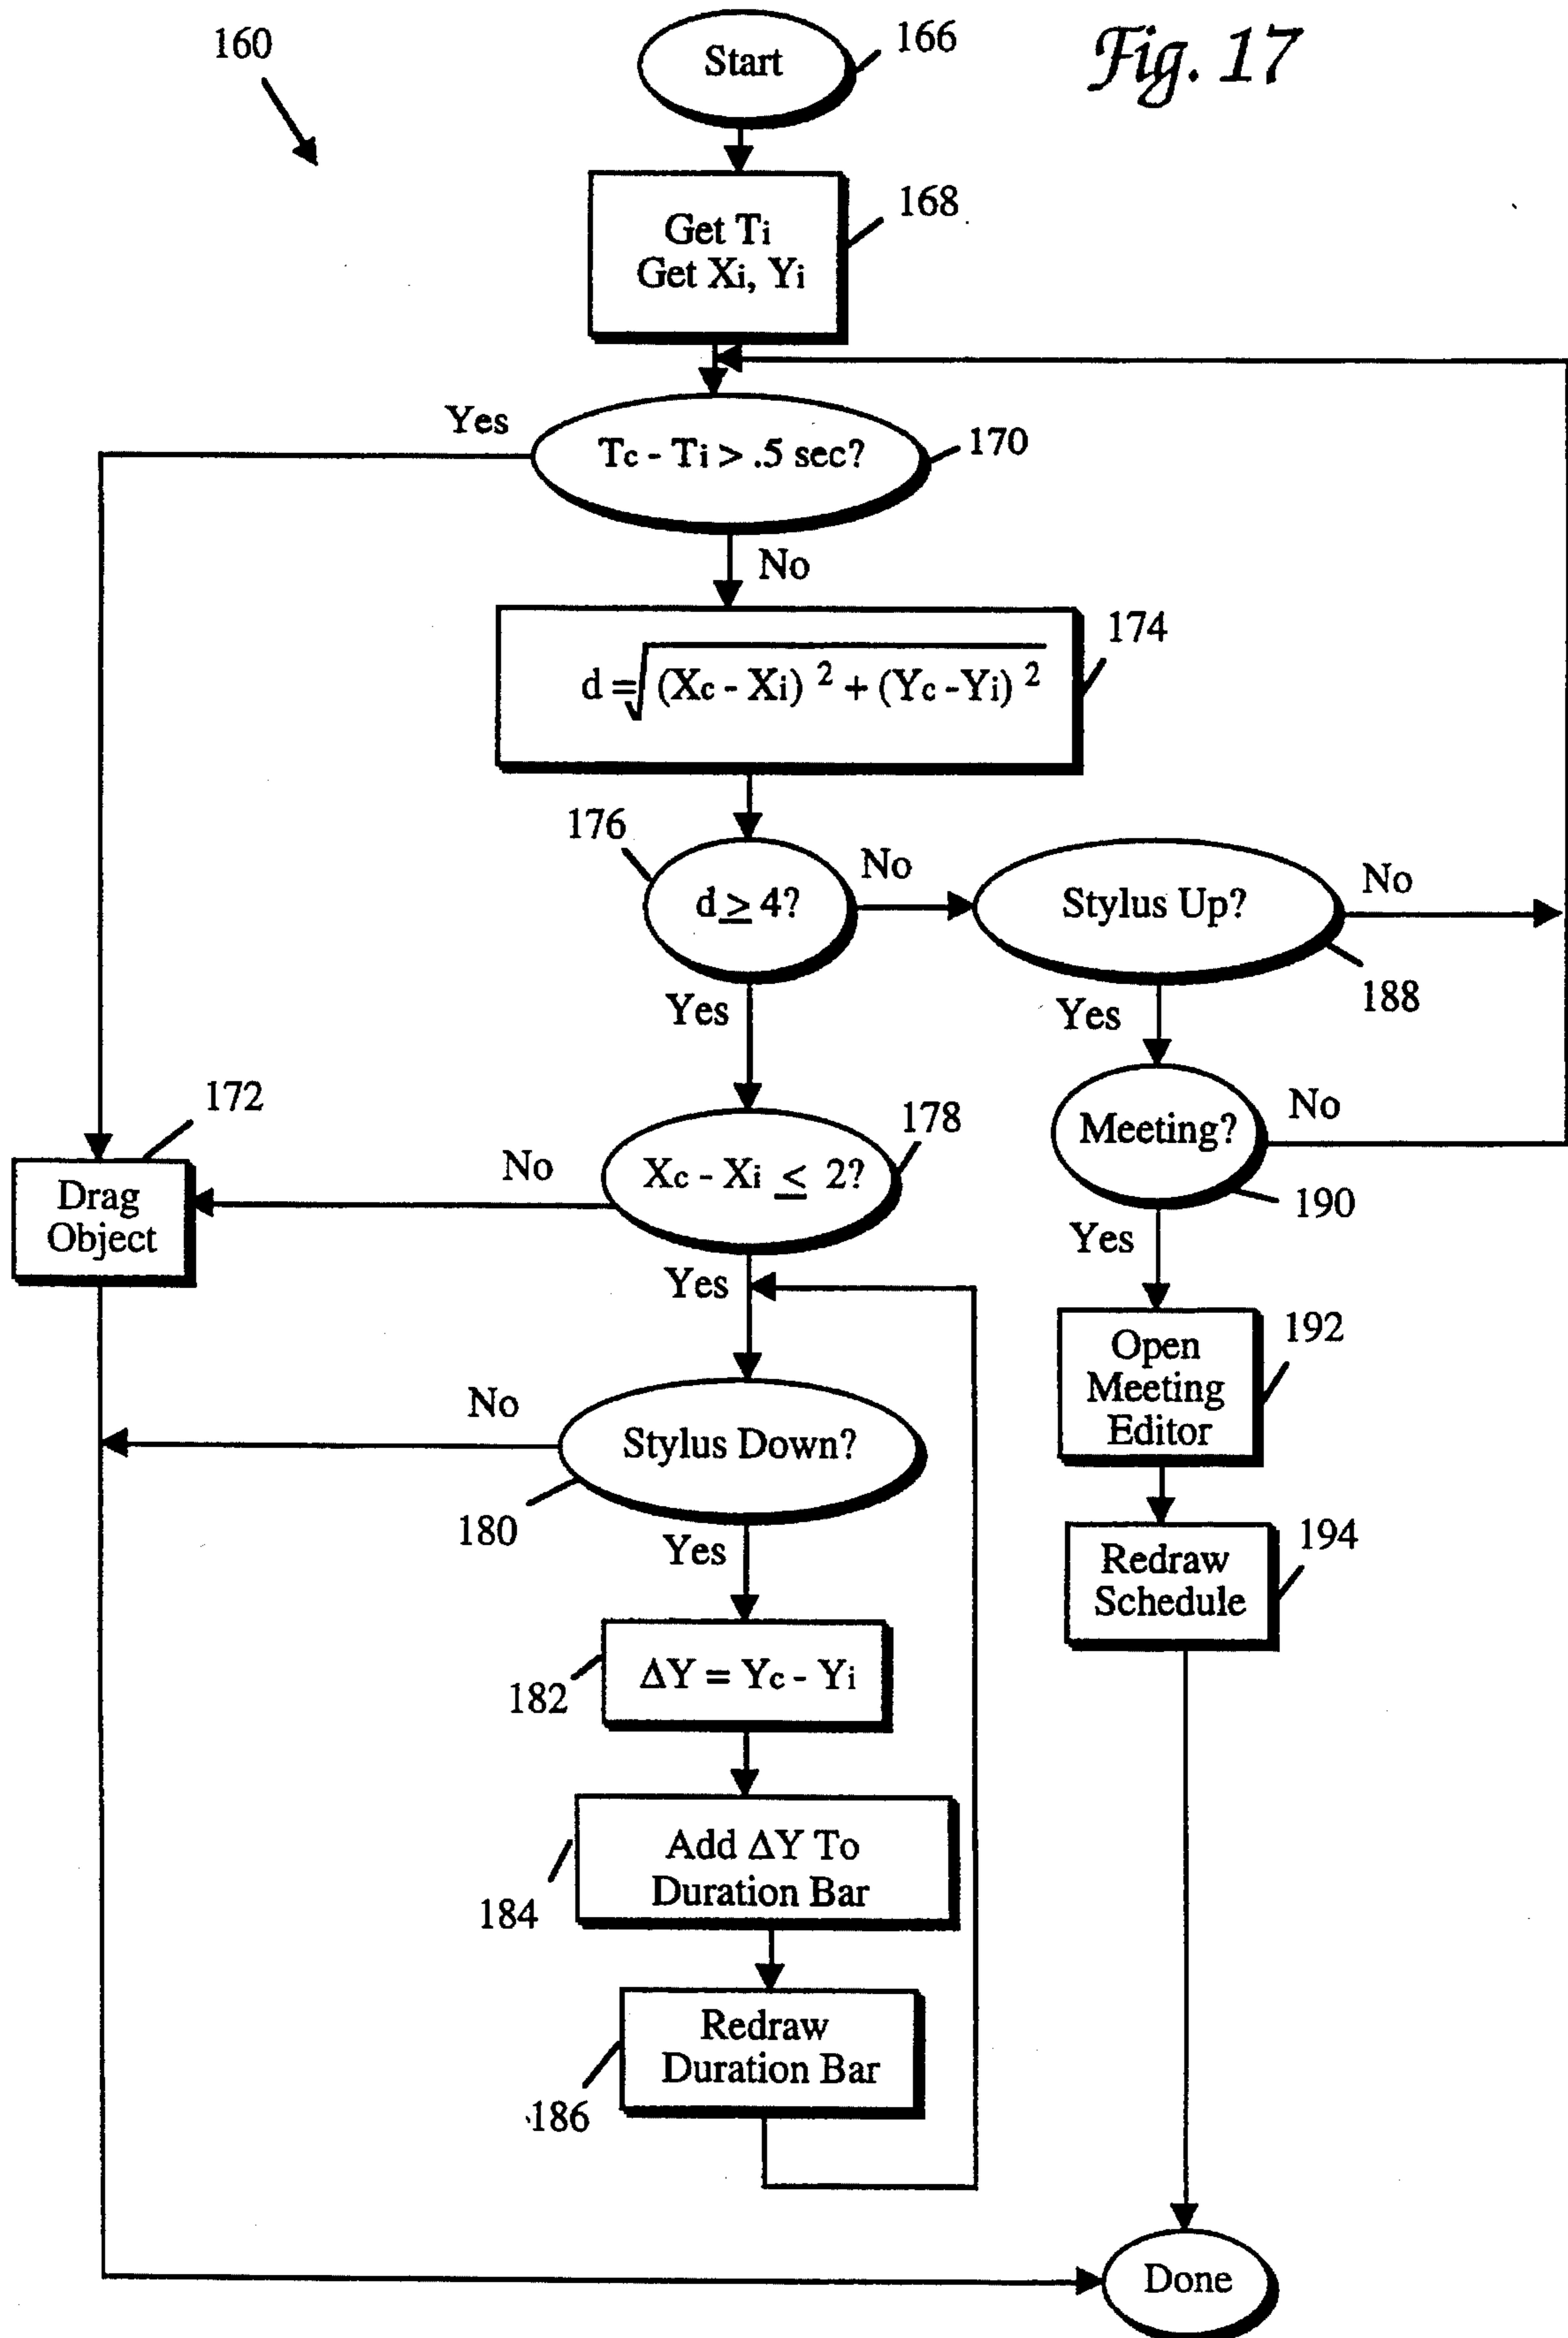 160
Start
166
Fig. 17
Get Ti
Get Xi, Yi
168
Yes
Tc - Ti > .5 sec?
170
No
d = √(Xc - Xi) 2 + (Yc -Yi) 2
174
176
d ≥ 4?
No
Stylus Up?
No
188
Yes
Yes
172
Drag
Object
No
Xc - Xi ≤ 2?
178
Meeting?
No
190
Yes
Yes
Open
Meeting
Editor
192
No
Stylus Down?
180
Yes
Redraw
Schedule
194
ΔY = Yc - Yi
182
Add ΔY To
Duration Bar
184
Redraw
Duration Bar
186
Done